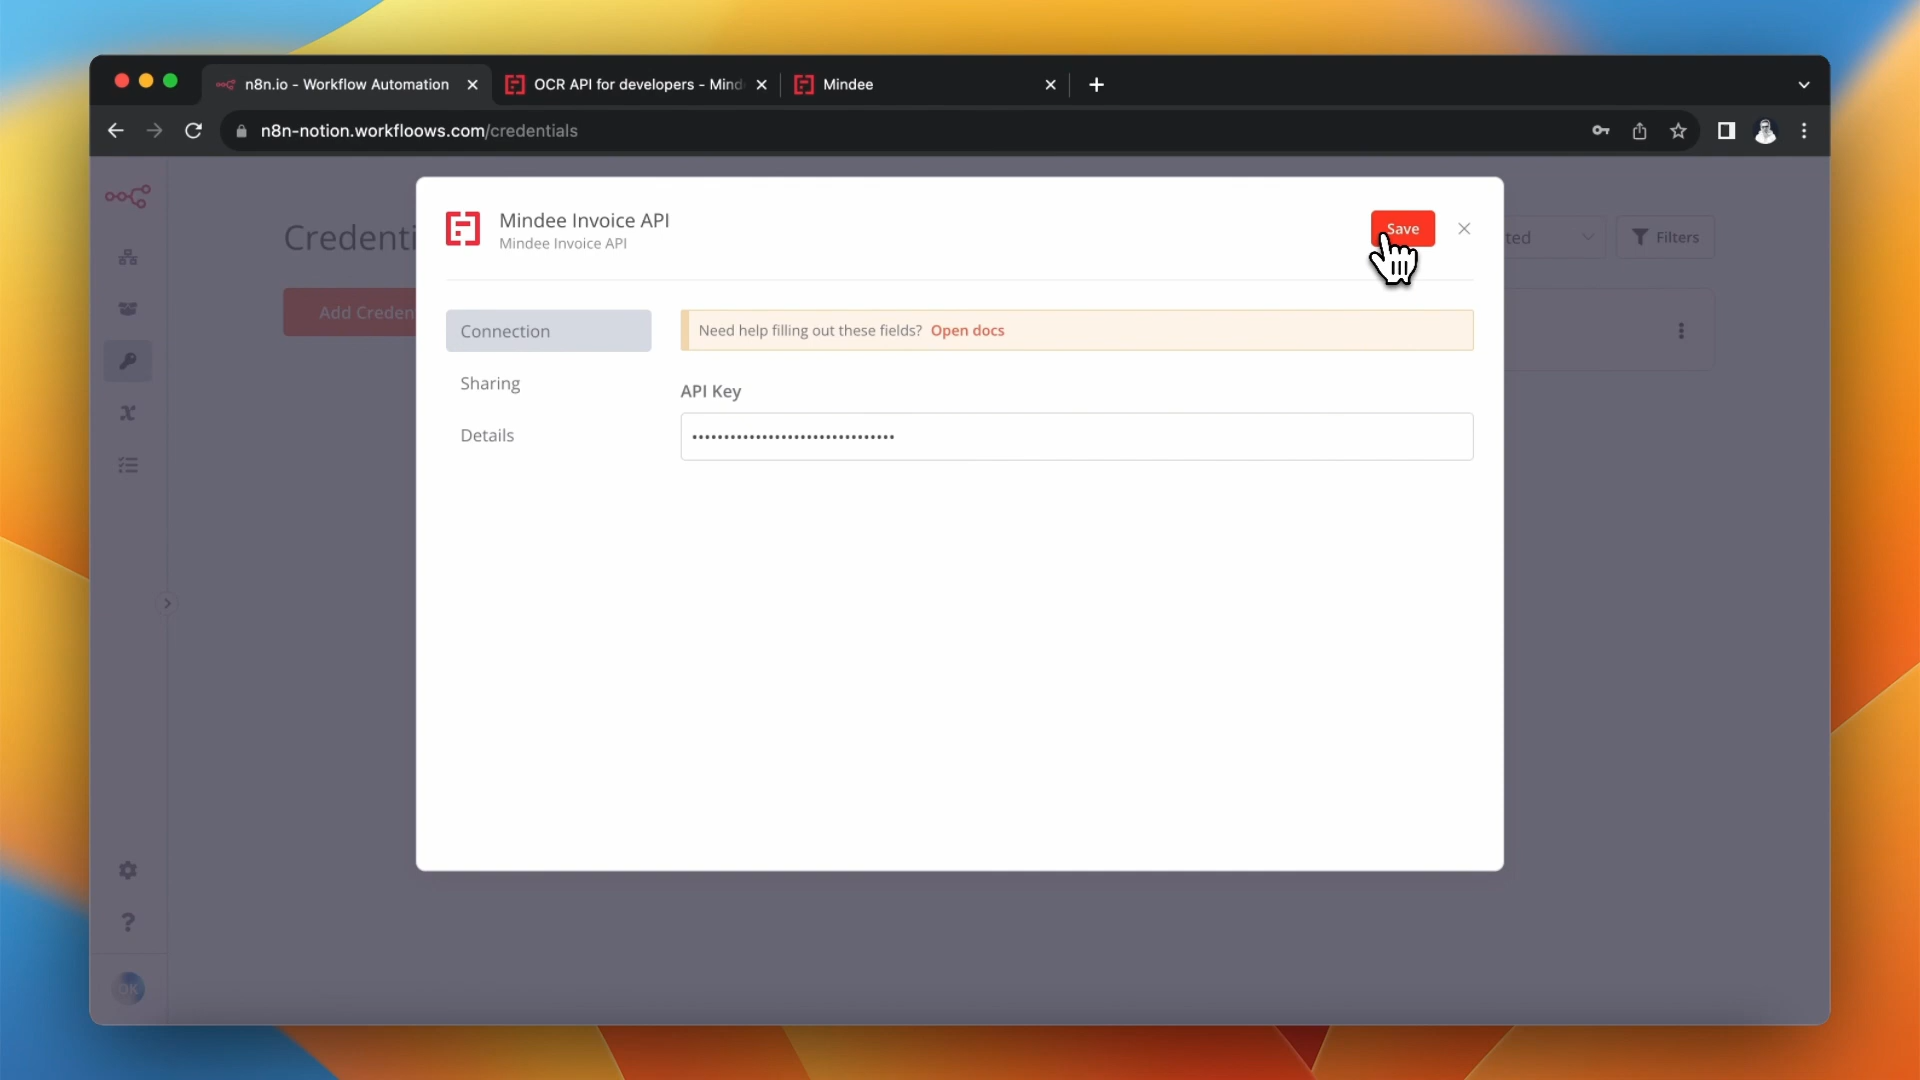 n8n.io - Workflow Automation
OCR API for developers - Mind
Mindee
n8n-notion.workfloows.com/credentials
Credenti
Mindee Invoice API
Mindee Invoice API
Save
ted
Filters
Add Creden
Connection
Need help filling out these fields? Open docs
Sharing
API Key
Details
••••••••••••••••••••••••••••••••
OK